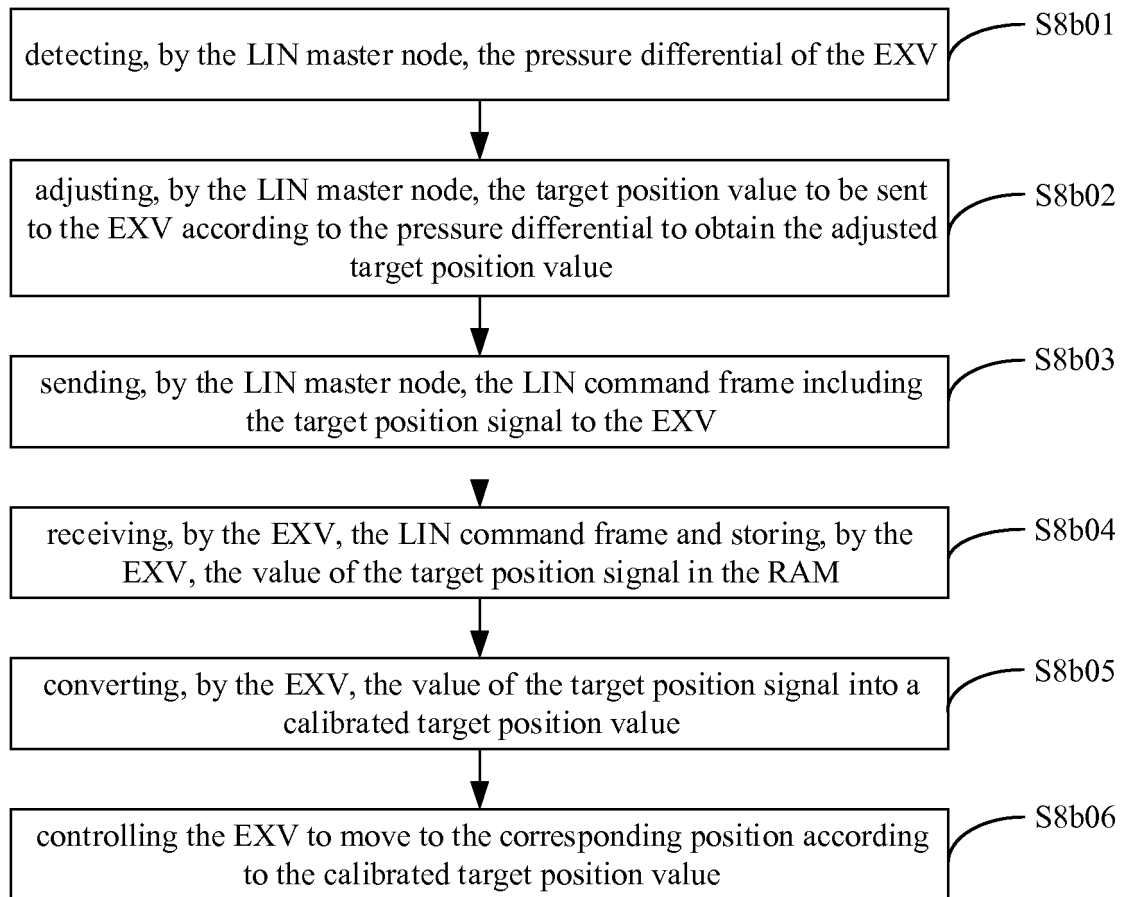 detecting, by the LIN master node, the pressure differential of the EXV
S8b01
adjusting, by the LIN master node, the target position value to be sent
to the EXV according to the pressure differential to obtain the adjusted
target position value
S8b02
sending, by the LIN master node, the LIN command frame including
the target position signal to the EXV
S8b03
receiving, by the EXV, the LIN command frame and storing, by the
EXV, the value of the target position signal in the RAM
S8b04
converting, by the EXV, the value of the target position signal into a
calibrated target position value
S8b05
controlling the EXV to move to the corresponding position according
to the calibrated target position value
S8b06